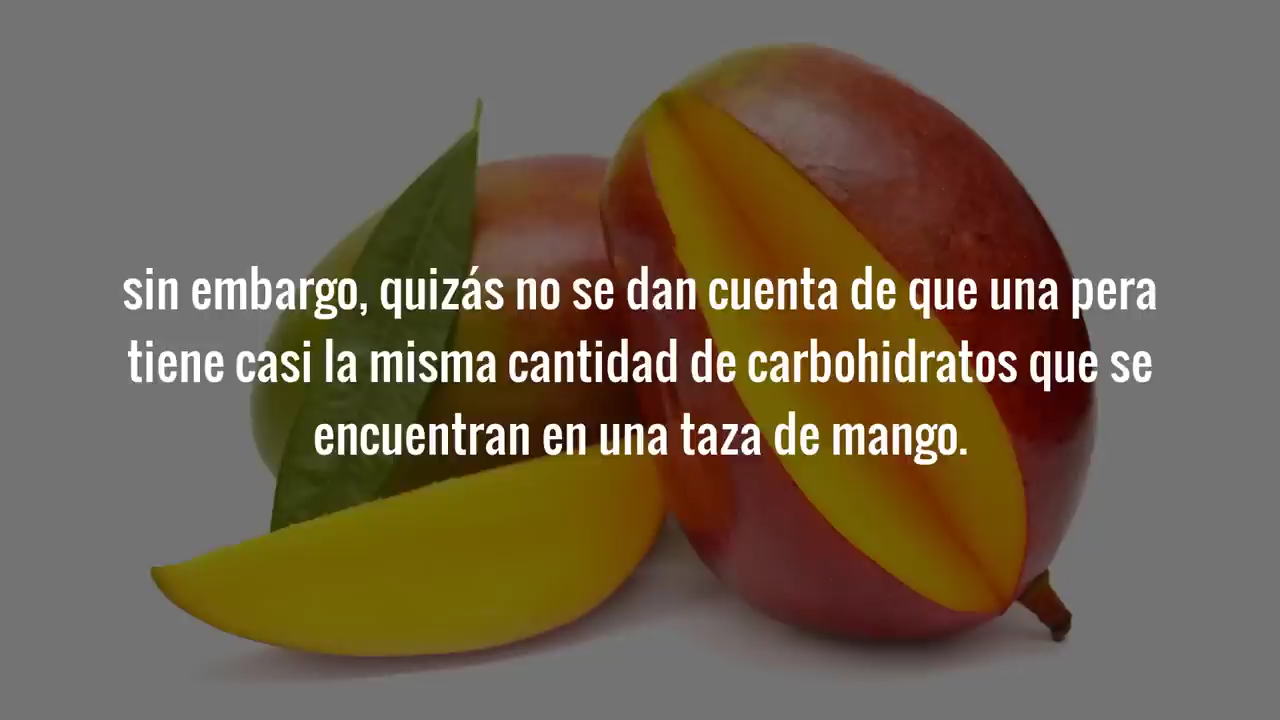 sin embargo, quizás no se dan cuenta de que una pera
tiene casi la misma cantidad de carbohidratos que se
encuentran en una taza de mango.